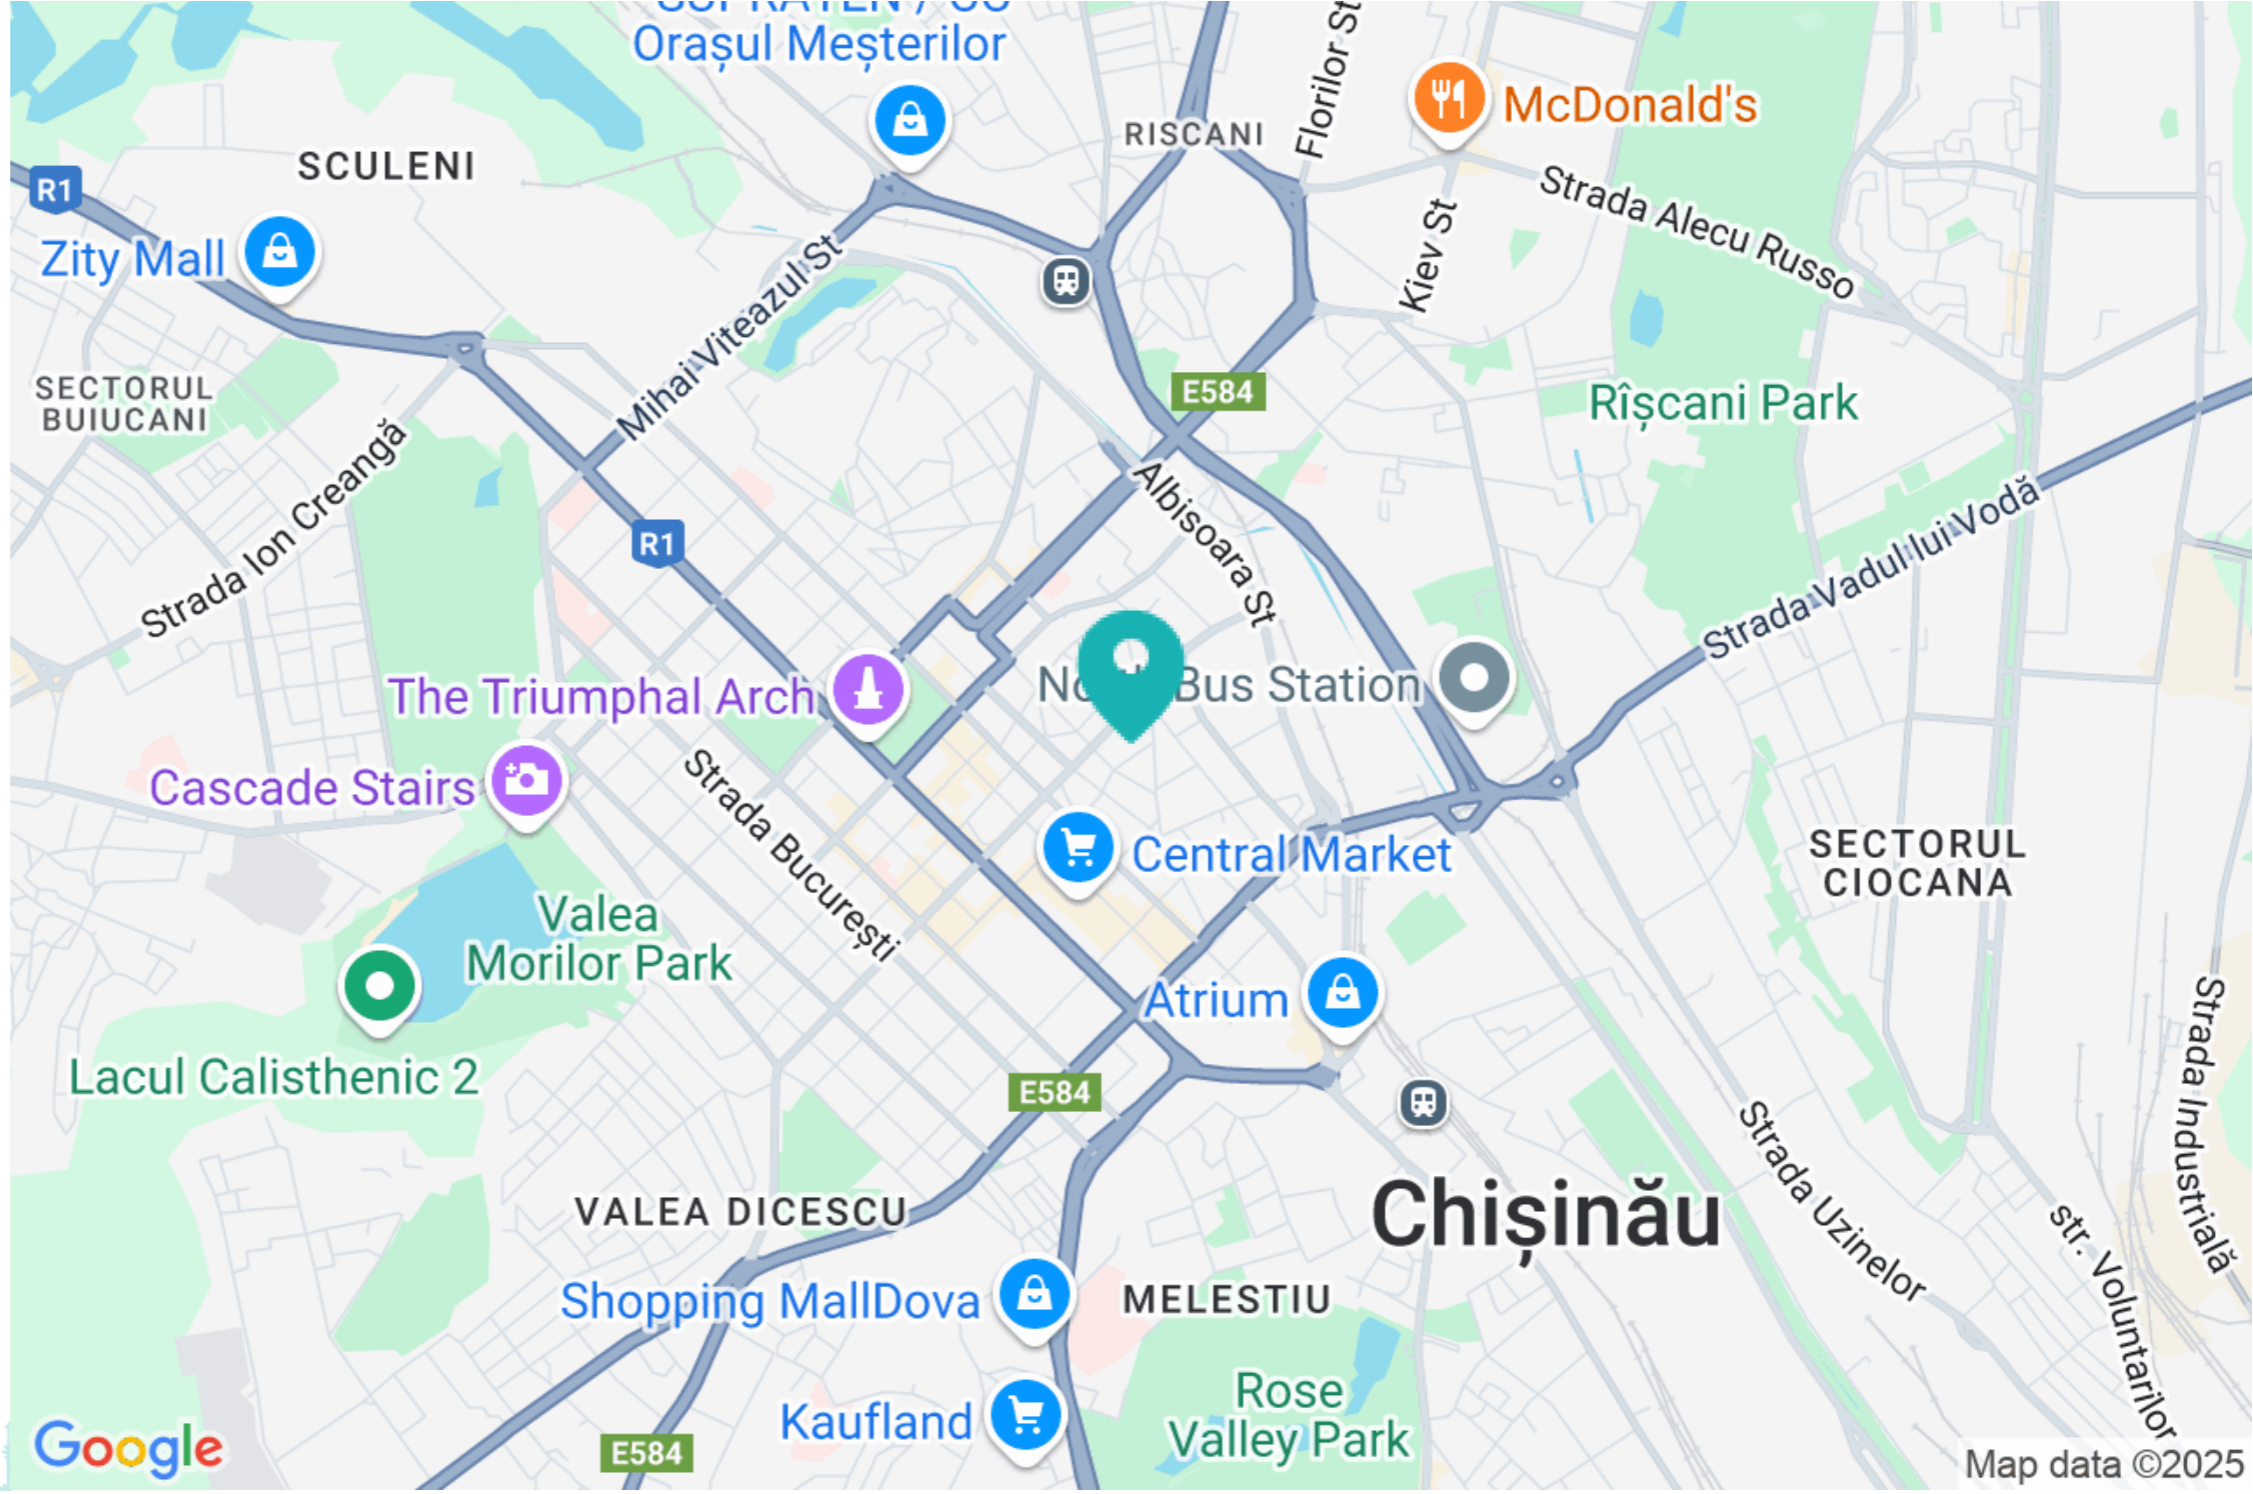 Orașul Meșterilor
Florilor St
McDonald's
RISCANI
SCULENI
R1
Strada Alecu Russo
Zity Mall
Kiev St
Mihai Viteazul St
E584
SECTORUL
BUIUCANI
Rîșcani Park
Strada Ion Creangă
Albisoara St
R1
Strada Vadul lui Vodă
The Triumphal Arch
Bus Station
Cascade Stairs
Strada București
Central Market
SECTORUL
CIOCANA
Valea
Morilor Park
Atrium
Lacul Calisthenic 2
E584
Strada Industrială
Strada Uzinelor
VALEA DICESCU
Chișinău
str. Voluntarilor
Shopping MallDova
MELESTIU
Rose
Valley Park
Kaufland
Google
E584
Map data ©2025